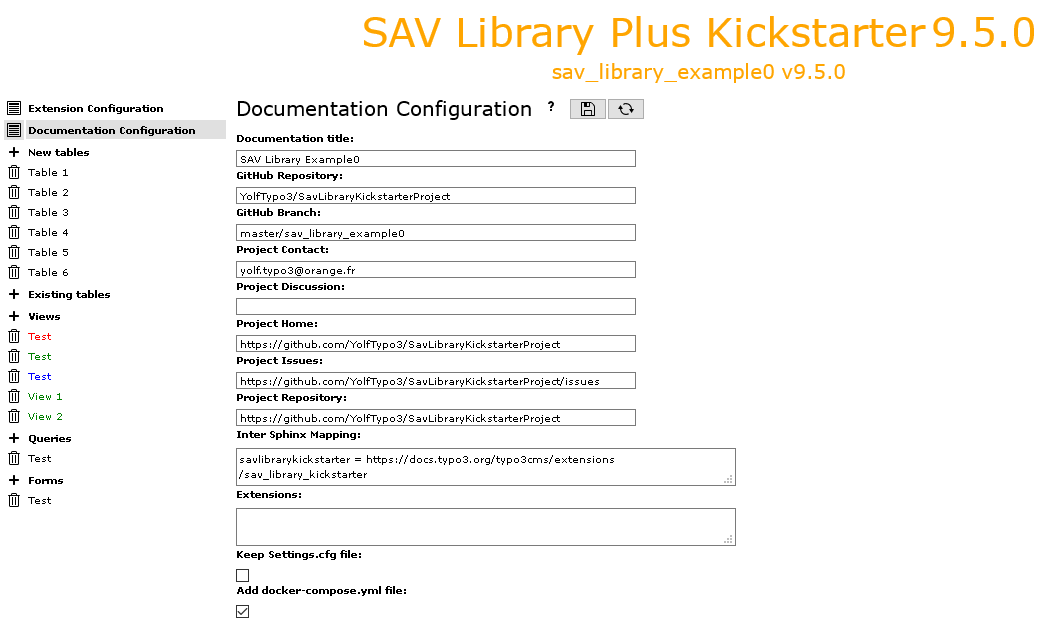 SAV Library Plus Kickstarter 9.5.0
sav_library_example0 v9.5.0
Extension Configuration
Documentation Configuration
New tables
Table 1
Table 2
Table 3
Table 4
Table 5
Table 6
Existing tables
Views
Test
Test
Test
View 1
View 2
Queries
Test
Forms
Test
Documentation Configuration ?
Documentation title:
SAV Library Example0
GitHub Repository:
YolfTypo3/SavLibraryKickstarterProject
GitHub Branch:
master/sav_library_example0
Project Contact:
yolf.typo3@orange.fr
Project Discussion:
Project Home:
https://github.com/YolfTypo3/SavLibraryKickstarterProject
Project Issues:
https://github.com/YolfTypo3/SavLibraryKickstarterProject/issues
Project Repository:
https://github.com/YolfTypo3/SavLibraryKickstarterProject
Inter Sphinx Mapping:
savlibrarykickstarter = https://docs.typo3.org/typo3cms/extensions
/sav_library_kickstarter
Extensions:
Keep Settings.cfg file:
Add docker-compose.yml file: